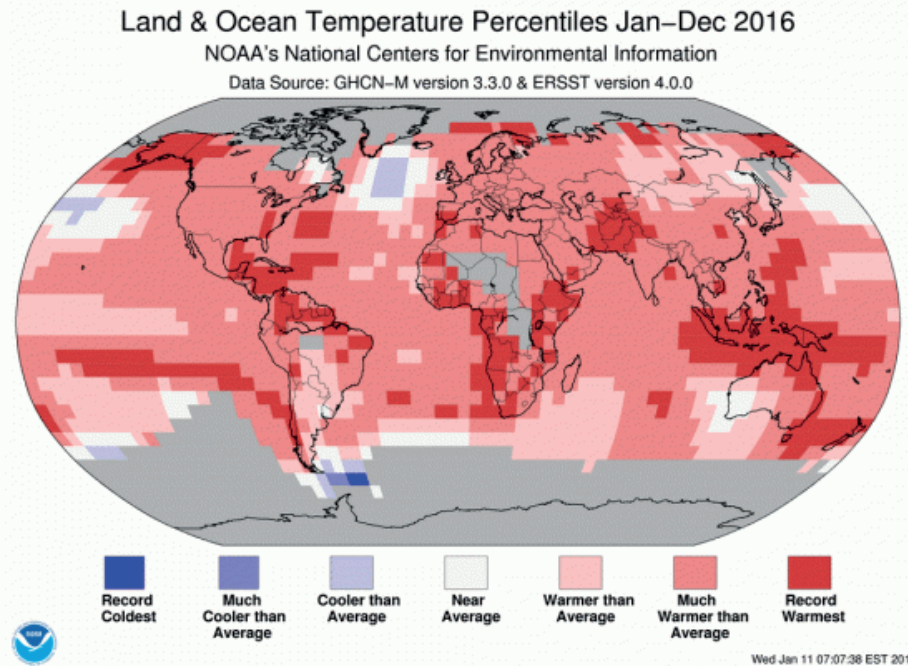 Land & Ocean Temperature Percentiles Jan–Dec 2016
NOAA's National Centers for Environmental Information
Data Source: GHCN–M version 3.3.0 & ERSST version 4.0.0
Record
Coldest
Much
Cooler than
Average
Cooler than
Average
Near
Average
Warmer than
Average
Much
Warmer than
Average
Record
Warmest
Wed Jan 11 07:07:38 EST 201